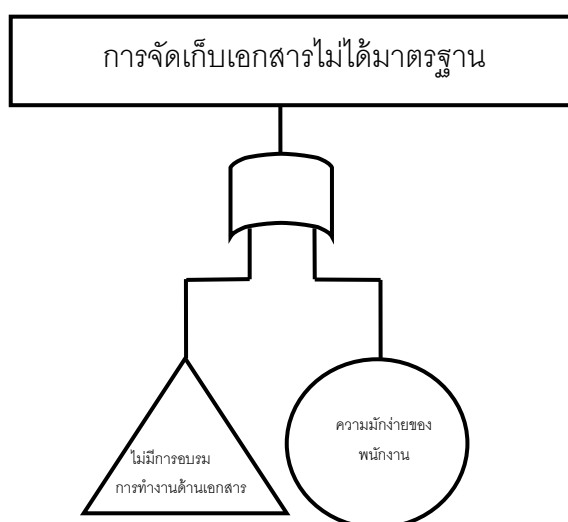 การจัดเก็บเอกสารไม่ได้มาตรฐาน
ไม่มีการอบรม
การทำงานด้านเอกสาร
ความมักง่ายของ
พนักงาน